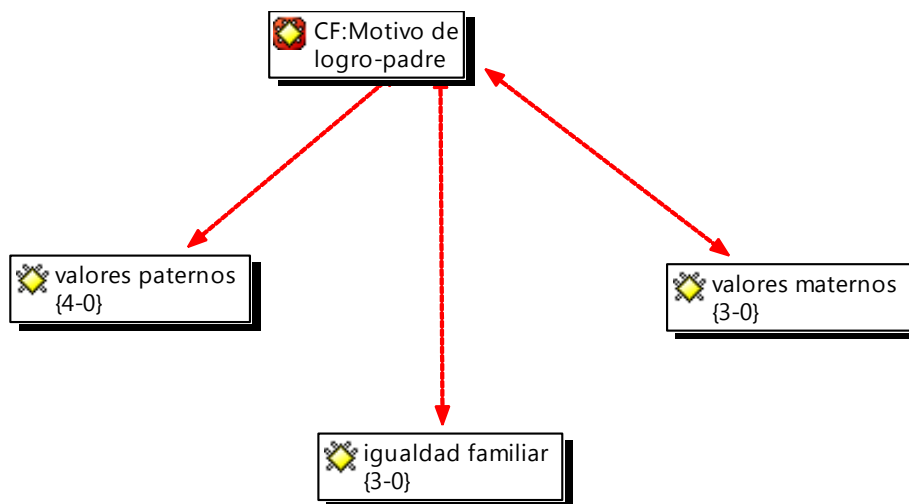 CF:Motivo de
logro-padre
valores paternos
{4-0}
valores maternos
{3-0}
igualdad familiar
{3-0}